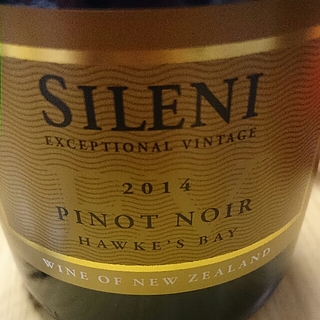 SILENI
EXCEPTIONAL VINTAGE
2014
PINOT NOIR
HAWKE'S BAY
WINE OF NEW ZEALAND